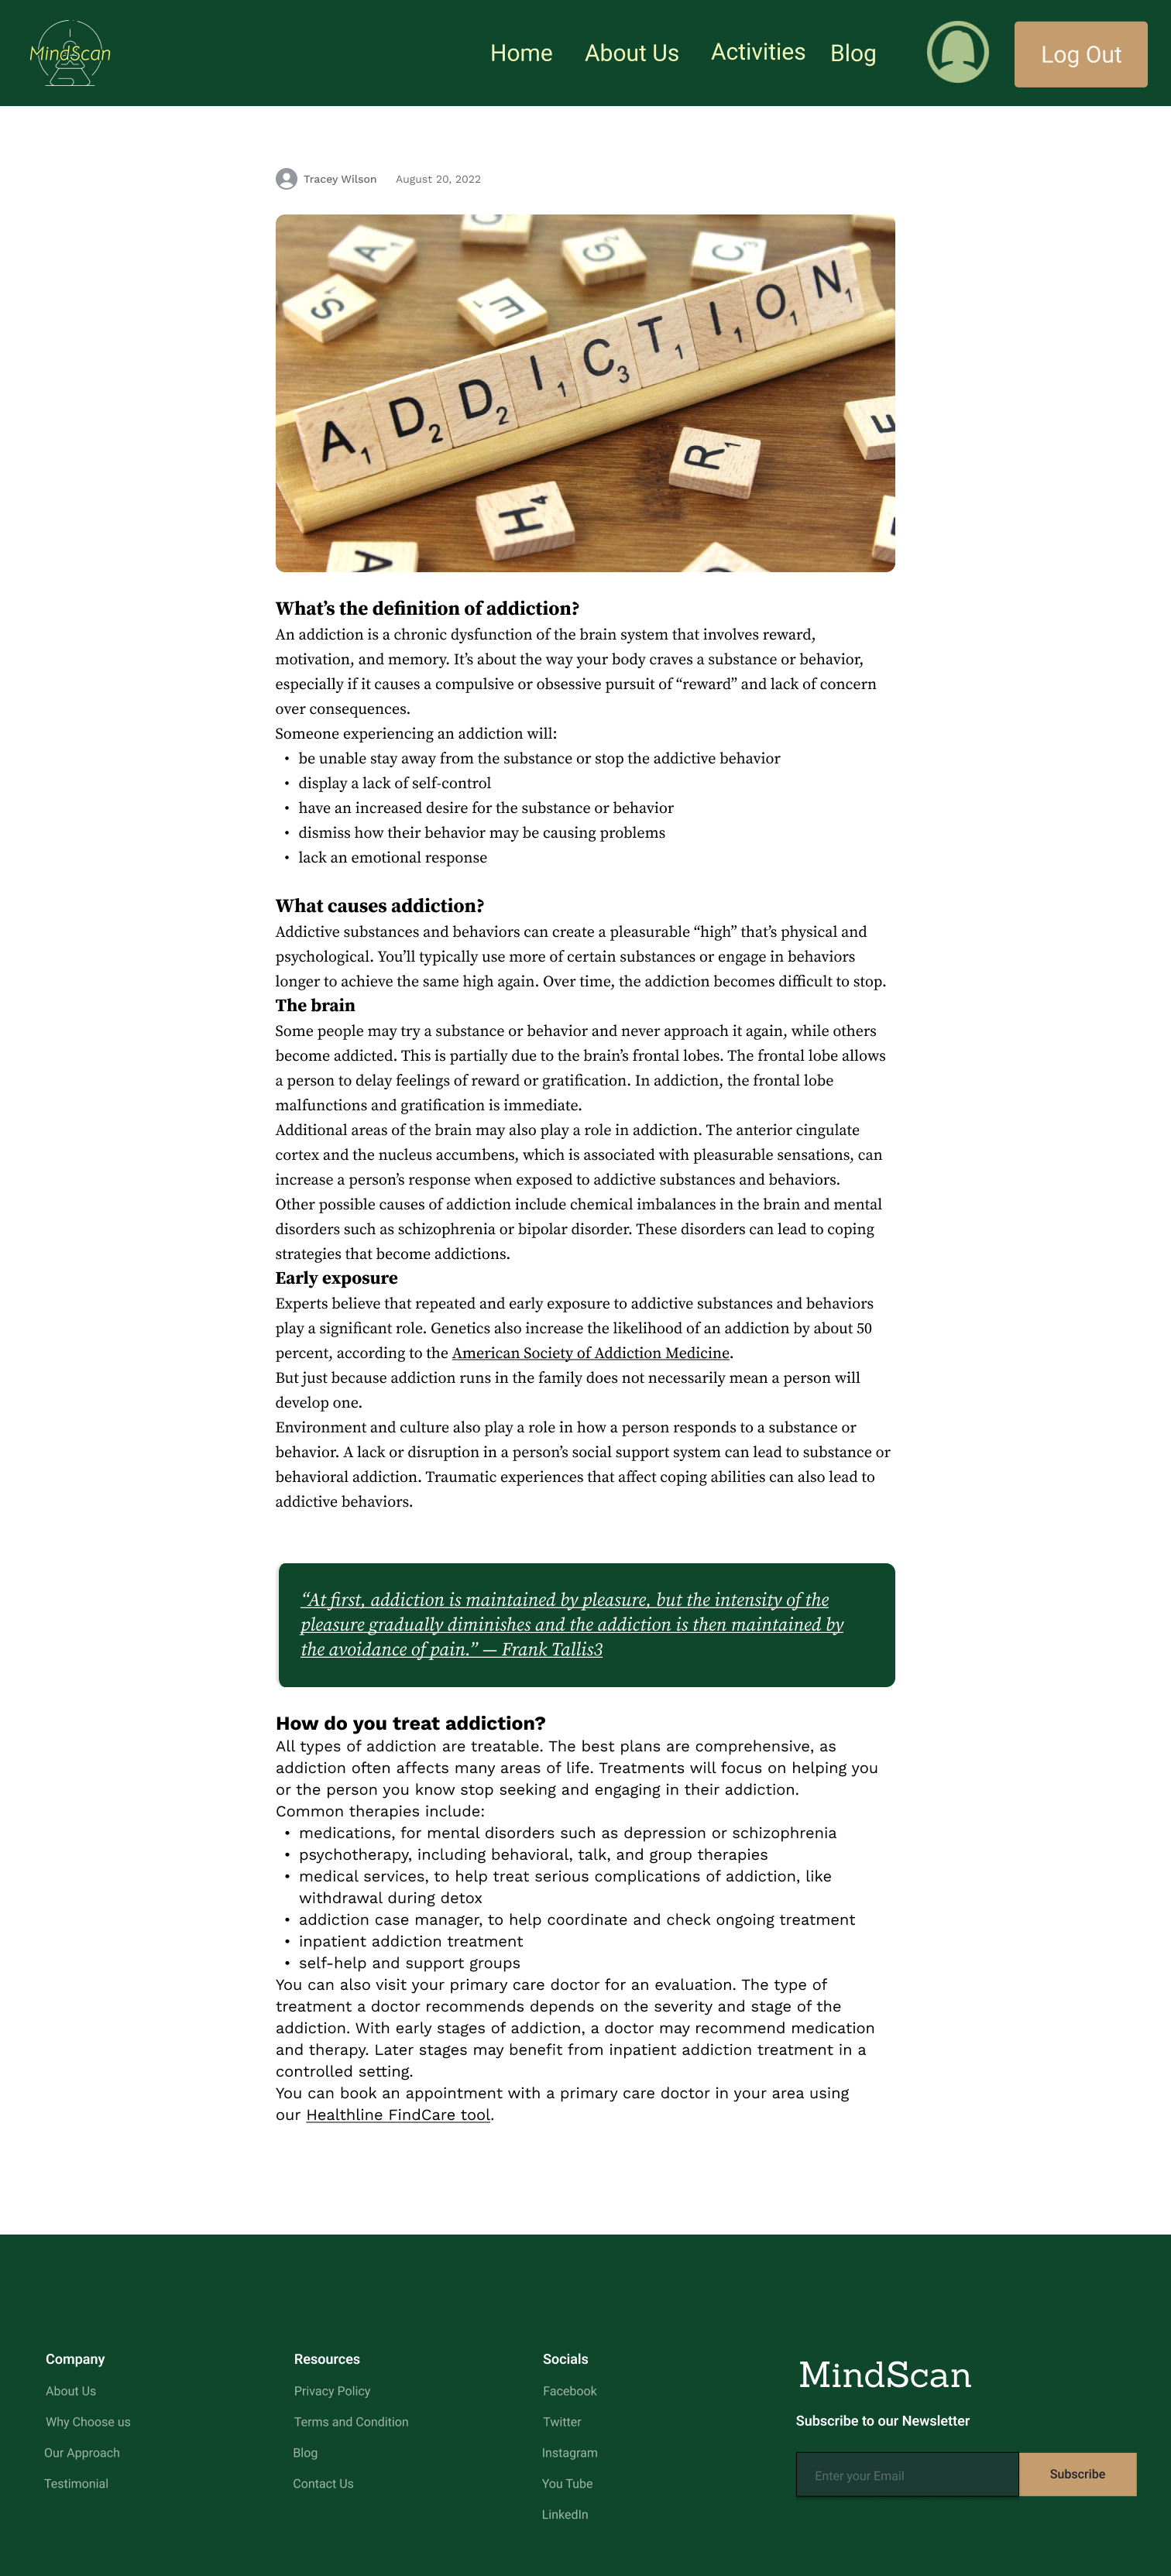 MindScan
Home About Us Activities Blog
Log Out
Tracey Wilson August 20, 2022
G
A1 G2 C3
S1 E1
A1 D2 D2 I1 C3 T1 I1 O1 N1
E
R1
H4
A
What’s the definition of addiction?
An addiction is a chronic dysfunction of the brain system that involves reward,
motivation, and memory. It’s about the way your body craves a substance or behavior,
especially if it causes a compulsive or obsessive pursuit of “reward” and lack of concern
over consequences.
Someone experiencing an addiction will:
• be unable stay away from the substance or stop the addictive behavior
• display a lack of self-control
• have an increased desire for the substance or behavior
• dismiss how their behavior may be causing problems
• lack an emotional response
What causes addiction?
Addictive substances and behaviors can create a pleasurable “high” that’s physical and
psychological. You’ll typically use more of certain substances or engage in behaviors
longer to achieve the same high again. Over time, the addiction becomes difficult to stop.
The brain
Some people may try a substance or behavior and never approach it again, while others
become addicted. This is partially due to the brain’s frontal lobes. The frontal lobe allows
a person to delay feelings of reward or gratification. In addiction, the frontal lobe
malfunctions and gratification is immediate.
Additional areas of the brain may also play a role in addiction. The anterior cingulate
cortex and the nucleus accumbens, which is associated with pleasurable sensations, can
increase a person’s response when exposed to addictive substances and behaviors.
Other possible causes of addiction include chemical imbalances in the brain and mental
disorders such as schizophrenia or bipolar disorder. These disorders can lead to coping
strategies that become addictions.
Early exposure
Experts believe that repeated and early exposure to addictive substances and behaviors
play a significant role. Genetics also increase the likelihood of an addiction by about 50
percent, according to the American Society of Addiction Medicine.
But just because addiction runs in the family does not necessarily mean a person will
develop one.
Environment and culture also play a role in how a person responds to a substance or
behavior. A lack or disruption in a person’s social support system can lead to substance or
behavioral addiction. Traumatic experiences that affect coping abilities can also lead to
addictive behaviors.
“At first, addiction is maintained by pleasure, but the intensity of the
pleasure gradually diminishes and the addiction is then maintained by
the avoidance of pain.” — Frank Tallis3
How do you treat addiction?
All types of addiction are treatable. The best plans are comprehensive, as
addiction often affects many areas of life. Treatments will focus on helping you
or the person you know stop seeking and engaging in their addiction.
Common therapies include:
• medications, for mental disorders such as depression or schizophrenia
• psychotherapy, including behavioral, talk, and group therapies
• medical services, to help treat serious complications of addiction, like
withdrawal during detox
• addiction case manager, to help coordinate and check ongoing treatment
• inpatient addiction treatment
• self-help and support groups
You can also visit your primary care doctor for an evaluation. The type of
treatment a doctor recommends depends on the severity and stage of the
addiction. With early stages of addiction, a doctor may recommend medication
and therapy. Later stages may benefit from inpatient addiction treatment in a
controlled setting.
You can book an appointment with a primary care doctor in your area using
our Healthline FindCare tool.
Company
About Us
Why Choose us
Our Approach
Testimonial
Resources
Privacy Policy
Terms and Condition
Blog
Contact Us
Socials
Facebook
Twitter
Instagram
You Tube
LinkedIn
MindScan
Subscribe to our Newsletter
Enter your Email Subscribe